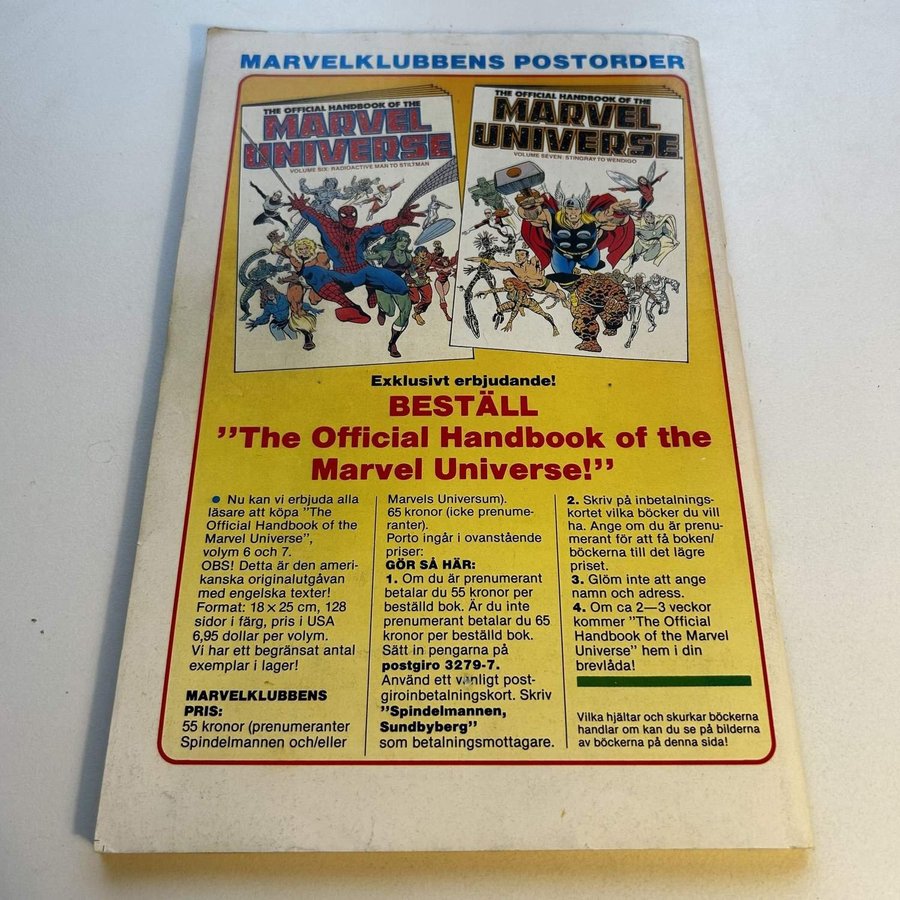 MARVELKLUBBENS POSTORDER
THE OFFICIAL HANDBOOK OF THE
MARVEL
UNIVERSE
VOLUME SIX: RADIOACTIVE MAN TO STILTMAN
THE OFFICIAL HANDBOOK OF THE
MARVEL
UNIVERSE
VOLUME SEVEN: STINGRAY TO WENDIGO
Exklusivt erbjudande!
BESTÄLL
’’The Official Handbook of the
Marvel Universe!’’
• Nu kan vi erbjuda alla
läsare att köpa ’’The
Official Handbook of the
Marvel Universe’’,
volym 6 och 7.
OBS! Detta är den ameri-
kanska originalutgåvan
med engelska texter!
Format: 18 × 25 cm, 128
sidor i färg, pris i USA
6,95 dollar per volym.
Vi har ett begränsat antal
exemplar i lager!
MARVELKLUBBENS
PRIS:
55 kronor (prenumeranter
Spindelmannen och/eller
Marvels Universum).
65 kronor (icke prenume-
ranter).
Porto ingår i ovanstående
priser:
GÖR SÅ HÄR:
1. Om du är prenumerant
betalar du 55 kronor per
beställd bok. Är du inte
prenumerant betalar du 65
kronor per beställd bok.
Sätt in pengarna på
postgiro 3279-7.
Använd ett vanligt post-
giroinbetalningskort. Skriv
’’Spindelmannen,
Sundbyberg’’
som betalningsmottagare.
2. Skriv på inbetalnings-
kortet vilka böcker du vill
ha. Ange om du är prenu-
merant för att få boken/
böckerna till det lägre
priset.
3. Glöm inte att ange
namn och adress.
4. Om ca 2—3 veckor
kommer ’’The Official
Handbook of the Marvel
Universe’’ hem i din
brevlåda!
Vilka hjältar och skurkar böckerna
handlar om kan du se på bilderna
av böckerna på denna sida!